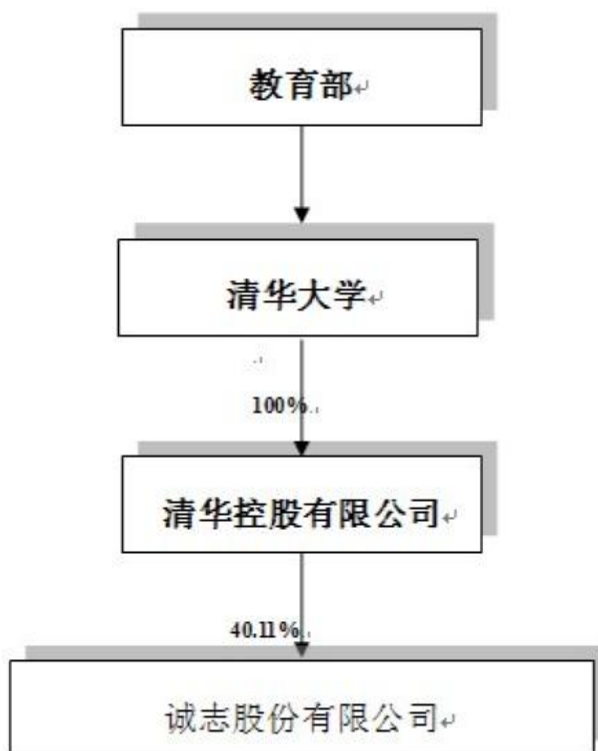 教育部
清华大学
100%
清华控股有限公司
40.11%
诚志股份有限公司